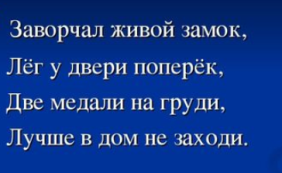 Заворчал живой замок,
Лёг у двери поперёк,
Две медали на груди,
Лучше в дом не заходи.